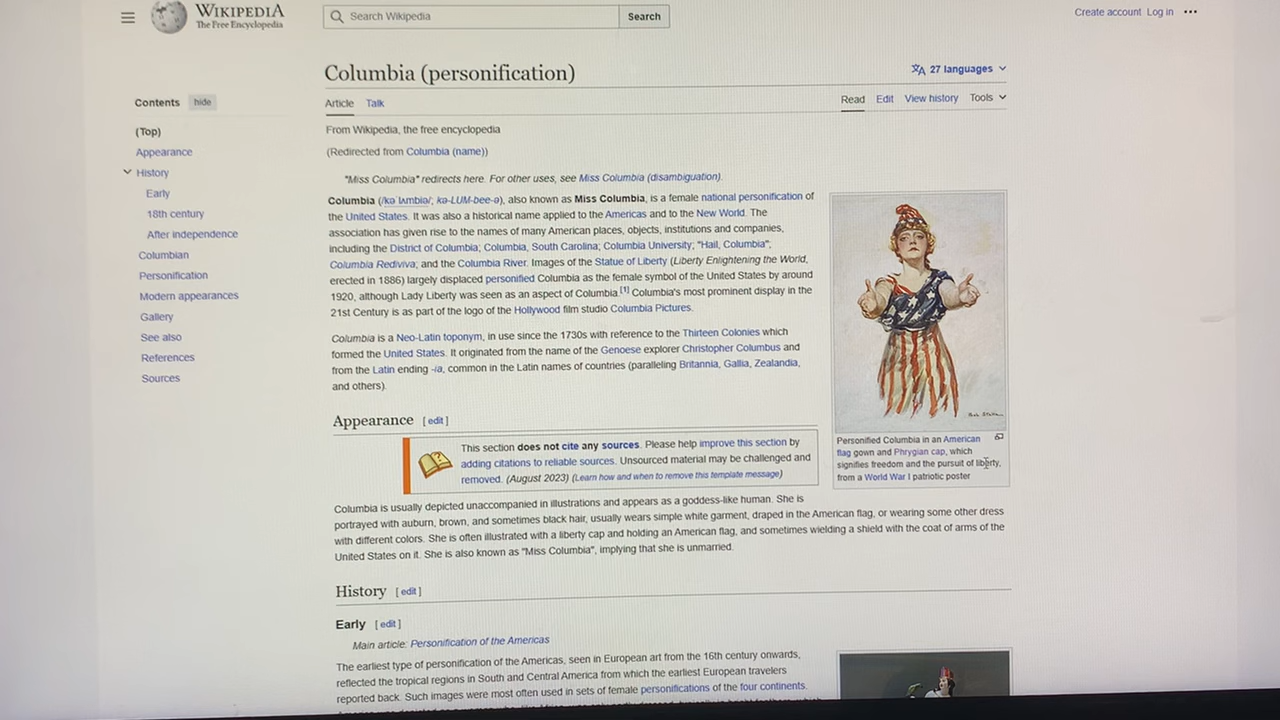 WIKIPEDIA
The Free Encyclopedia
Search Wikipedia
Search
Create account Log in
Columbia (personification)
27 languages
Contents hide
Article Talk
Read Edit View history Tools
(Top)
Appearance
History
Early
18th century
After independence
Columbian
Personification
Modern appearances
Gallery
See also
References
Sources
From Wikipedia, the free encyclopedia
(Redirected from Columbia (name))
"Miss Columbia" redirects here. For other uses, see Miss Columbia (disambiguation).
Columbia (/kəˈlʌmbiə/; kə-LUM-bee-ə), also known as Miss Columbia, is a female national personification of
the United States. It was also a historical name applied to the Americas and to the New World. The
association has given rise to the names of many American places, objects, institutions and companies,
including the District of Columbia; Columbia, South Carolina; Columbia University; "Hail, Columbia";
Columbia Rediviva; and the Columbia River. Images of the Statue of Liberty (Liberty Enlightening the World,
erected in 1886) largely displaced personified Columbia as the female symbol of the United States by around
1920, although Lady Liberty was seen as an aspect of Columbia.[1] Columbia's most prominent display in the
21st Century is as part of the logo of the Hollywood film studio Columbia Pictures.
Columbia is a Neo-Latin toponym, in use since the 1730s with reference to the Thirteen Colonies which
formed the United States. It originated from the name of the Genoese explorer Christopher Columbus and
from the Latin ending -ia, common in the Latin names of countries (paralleling Britannia, Gallia, Zealandia,
and others).
Personified Columbia in an American
flag gown and Phrygian cap, which
signifies freedom and the pursuit of liberty,
from a World War I patriotic poster
Appearance [ edit ]
This section does not cite any sources. Please help improve this section by
adding citations to reliable sources. Unsourced material may be challenged and
removed. (August 2023) (Learn how and when to remove this template message)
Columbia is usually depicted unaccompanied in illustrations and appears as a goddess-like human. She is
portrayed with auburn, brown, and sometimes black hair, usually wears simple white garment, draped in the American flag, or wearing some other dress
with different colors. She is often illustrated with a liberty cap and holding an American flag, and sometimes wielding a shield with the coat of arms of the
United States on it. She is also known as "Miss Columbia", implying that she is unmarried.
History [ edit ]
Early [ edit ]
Main article: Personification of the Americas
The earliest type of personification of the Americas, seen in European art from the 16th century onwards,
reflected the tropical regions in South and Central America from which the earliest European travelers
reported back. Such images were most often used in sets of female personifications of the four continents.